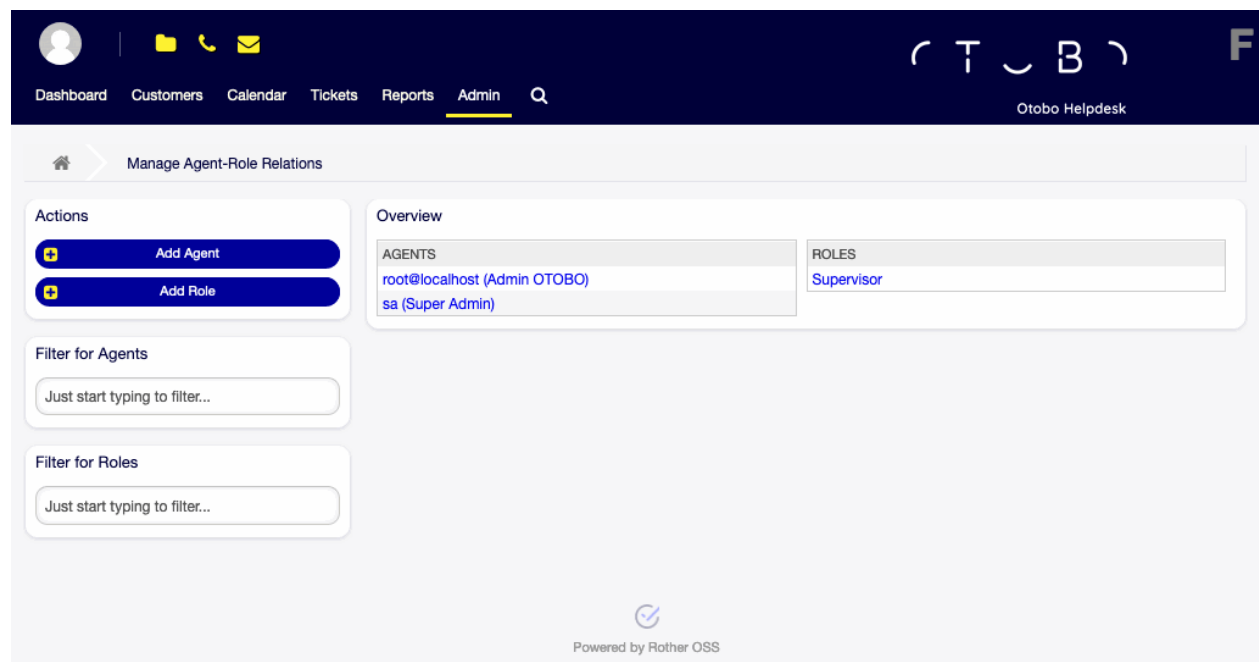 OTOBO
F
Dashboard Customers Calendar Tickets Reports Admin
Otobo Helpdesk
Manage Agent-Role Relations
Actions
Add Agent
Add Role
Filter for Agents
Just start typing to filter...
Filter for Roles
Just start typing to filter...
Overview
AGENTS
root@localhost (Admin OTOBO)
sa (Super Admin)
ROLES
Supervisor
Powered by Rother OSS